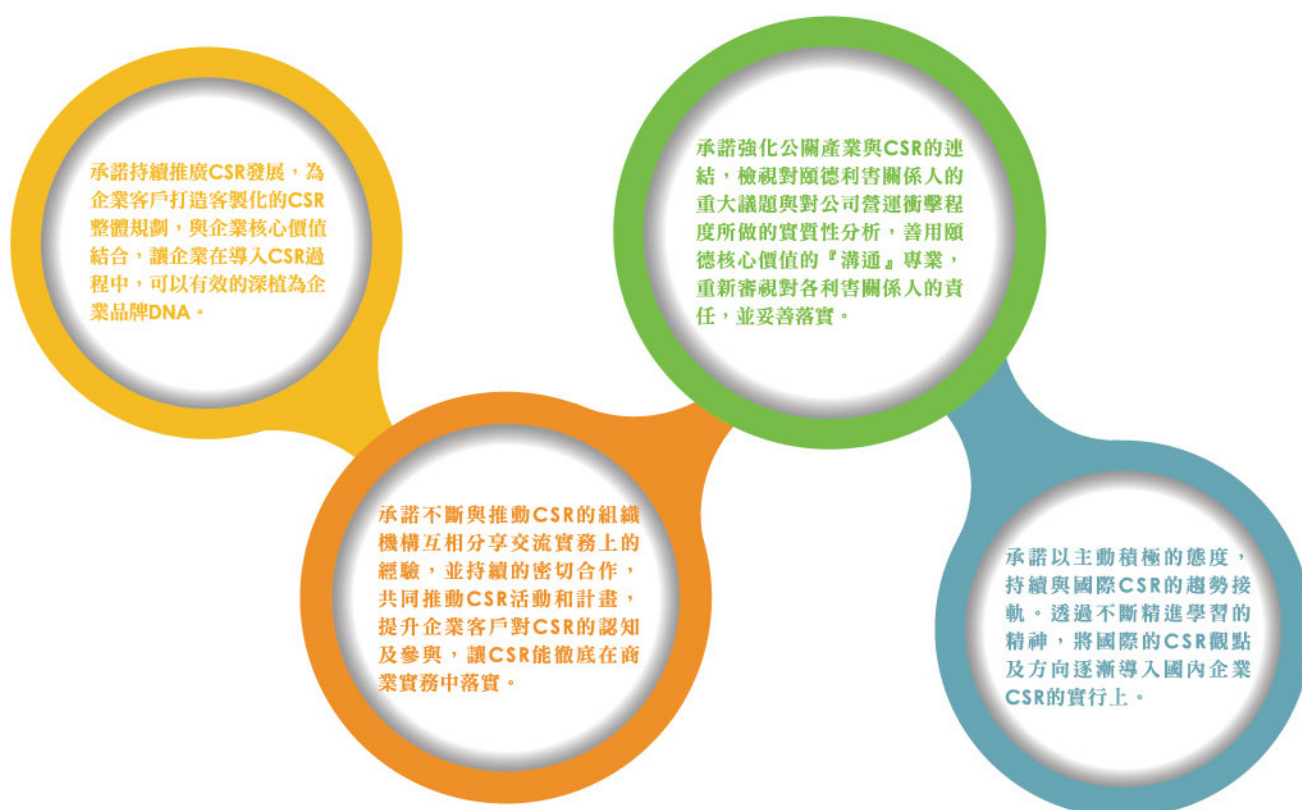 承諾持續推廣CSR發展，為
企業客戶打造客製化的CSR
整體規劃，與企業核心價值
結合，讓企業在導入CSR過
程中，可以有效的深植為企
業品牌DNA。
承諾不斷與推動CSR的組織
機構互相分享交流實務上的
經驗，並持續的密切合作，
共同推動CSR活動和計畫，
提升企業客戶對CSR的認知
及參與，讓CSR能徹底在商
業實務中落實。
承諾強化公關產業與CSR的連
結，檢視對頤德利害關係人的
重大議題與對公司營運衝擊程
度所做的實質性分析，善用頤
德核心價值的『溝通』專業，
重新審視對各利害關係人的責
任，並妥善落實。
承諾以主動積極的態度，
持續與國際CSR的趨勢接
軌。透過不斷精進學習的
精神，將國際的CSR觀點
及方向逐漸導入國內企業
CSR的實行上。